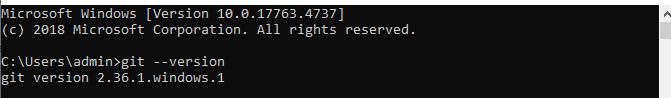 Microsoft Windows [Version 10.0.17763.4737]
(c) 2018 Microsoft Corporation. All rights reserved.
C:\Users\admin>git --version
git version 2.36.1.windows.1